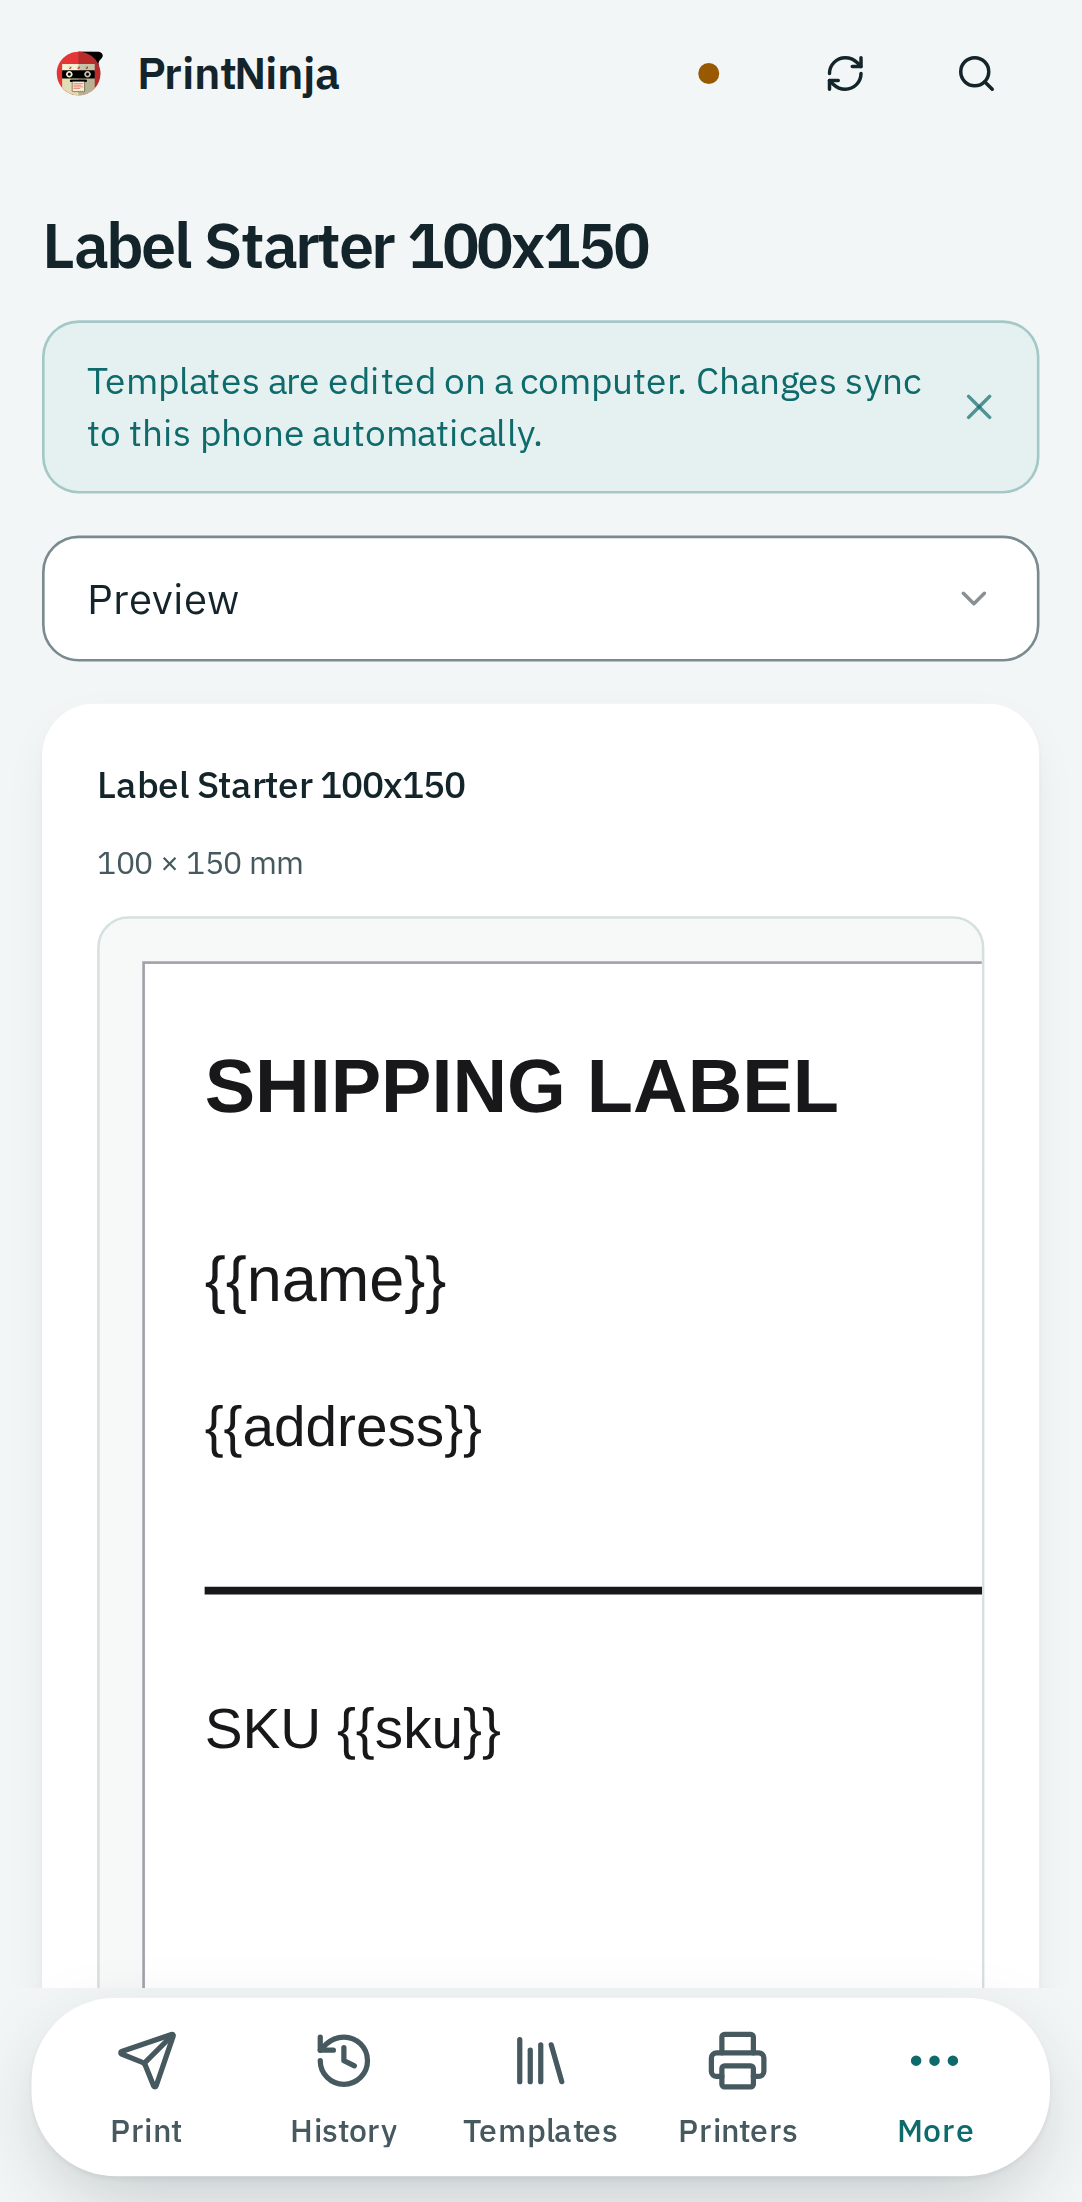 PrintNinja
Label Starter 100x150
Templates are edited on a computer. Changes sync
to this phone automatically.
Preview
Label Starter 100x150
100 × 150 mm
SHIPPING LABEL
{{name}}
{{address}}
SKU {{sku}}
Print
History
Templates
Printers
More